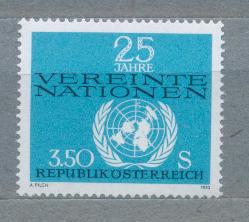 25
JAHRE
VEREINTE
NATIONEN
3.50 S
REPUBLIK ÖSTERREICH
A. PILCH 1970